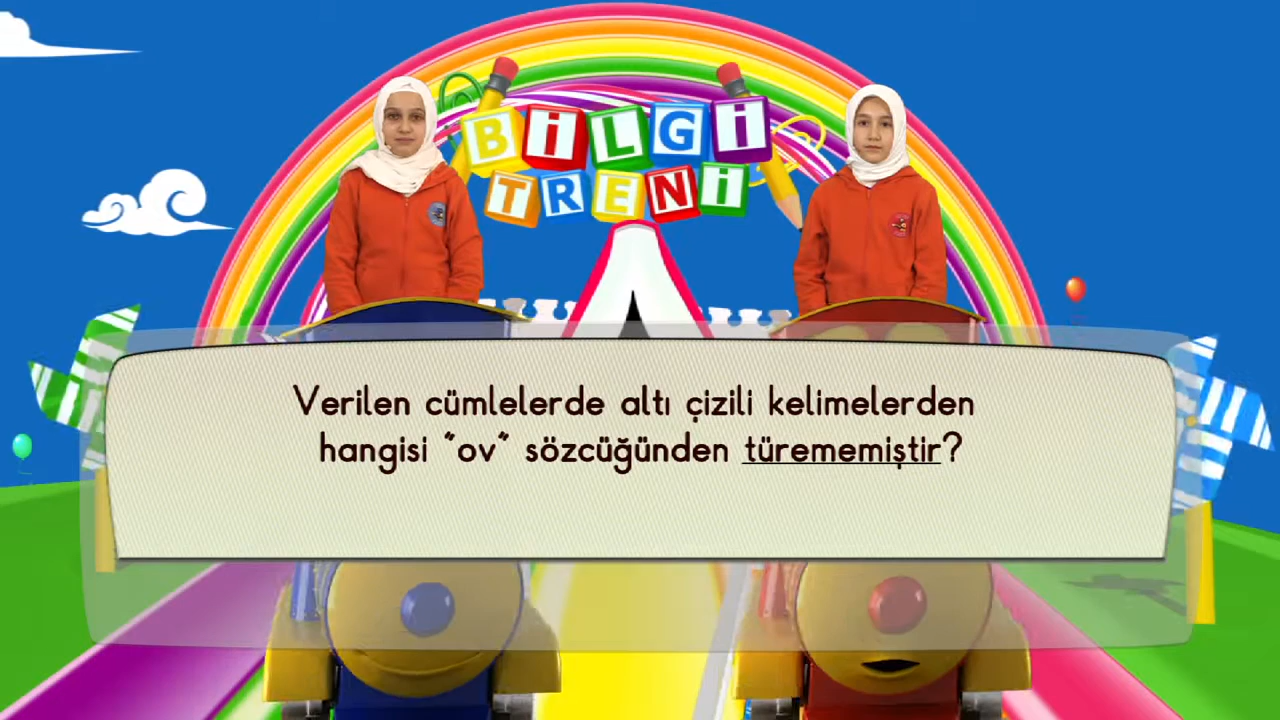 BİLGİ
TRENİ
Verilen cümlelerde altı çizili kelimelerden
hangisi “ov” sözcüğünden türememiştir?